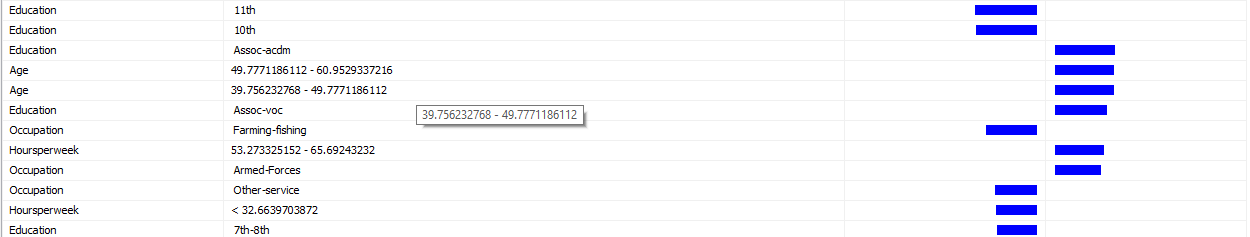 Education 11th
Education 10th
Education Assoc-acdm
Age 49.7771186112 - 60.9529337216
Age 39.756232768 - 49.7771186112
Education Assoc-voc
39.756232768 - 49.7771186112
Occupation Farming-fishing
Hoursperweek 53.273325152 - 65.69243232
Occupation Armed-Forces
Occupation Other-service
Hoursperweek < 32.6639703872
Education 7th-8th